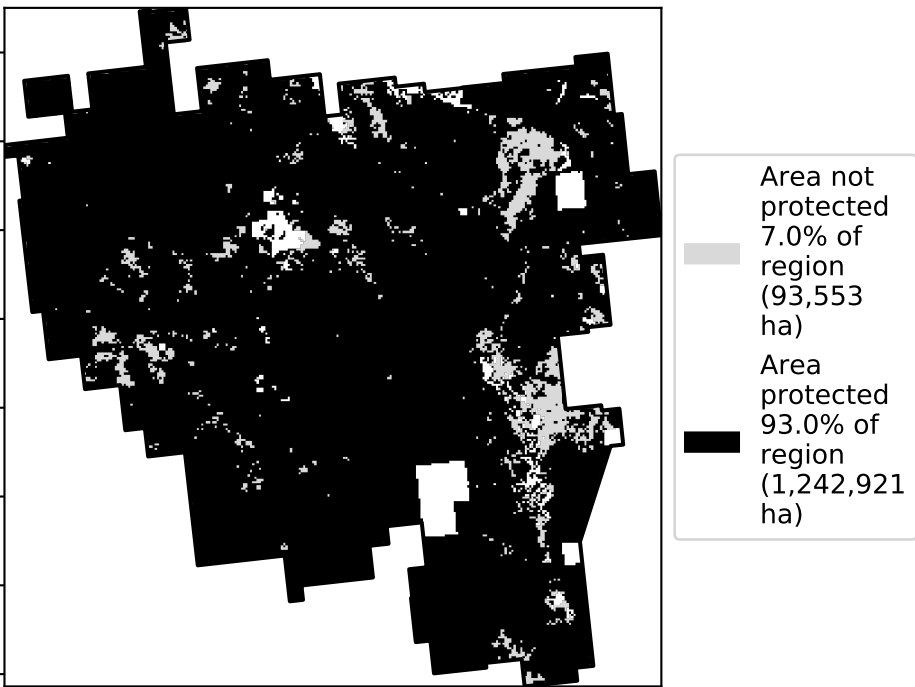 Area not
protected
7.0% of
region
(93,553
ha)
Area
protected
93.0% of
region
(1,242,921
ha)